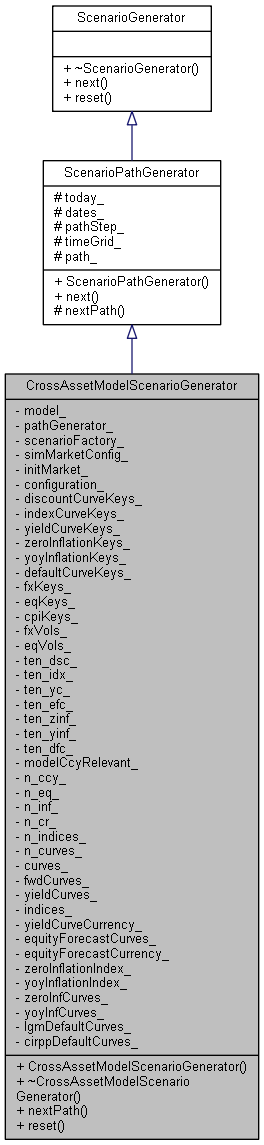 ScenarioGenerator
+ ~ScenarioGenerator()
+ next()
+ reset()
ScenarioPathGenerator
# today_
# dates_
# pathStep_
# timeGrid_
# path_
+ ScenarioPathGenerator()
+ next()
# nextPath()
CrossAssetModelScenarioGenerator
- model_
- pathGenerator_
- scenarioFactory_
- simMarketConfig_
- initMarket_
- configuration_
- discountCurveKeys_
- indexCurveKeys_
- yieldCurveKeys_
- zeroInflationKeys_
- yoyInflationKeys_
- defaultCurveKeys_
- fxKeys_
- eqKeys_
- cpiKeys_
- fxVols_
- eqVols_
- ten_dsc_
- ten_idx_
- ten_yc_
- ten_efc_
- ten_zinf_
- ten_yinf_
- ten_dfc_
- modelCcyRelevant_
- n_ccy_
- n_eq_
- n_inf_
- n_cr_
- n_indices_
- n_curves_
- curves_
- fwdCurves_
- yieldCurves_
- indices_
- yieldCurveCurrency_
- equityForecastCurves_
- equityForecastCurrency_
- zeroInflationIndex_
- yoyInflationIndex_
- zeroInfCurves_
- yoyInfCurves_
- lgmDefaultCurves_
- cirppDefaultCurves_
+ CrossAssetModelScenarioGenerator()
+ ~CrossAssetModelScenario
Generator()
+ nextPath()
+ reset()